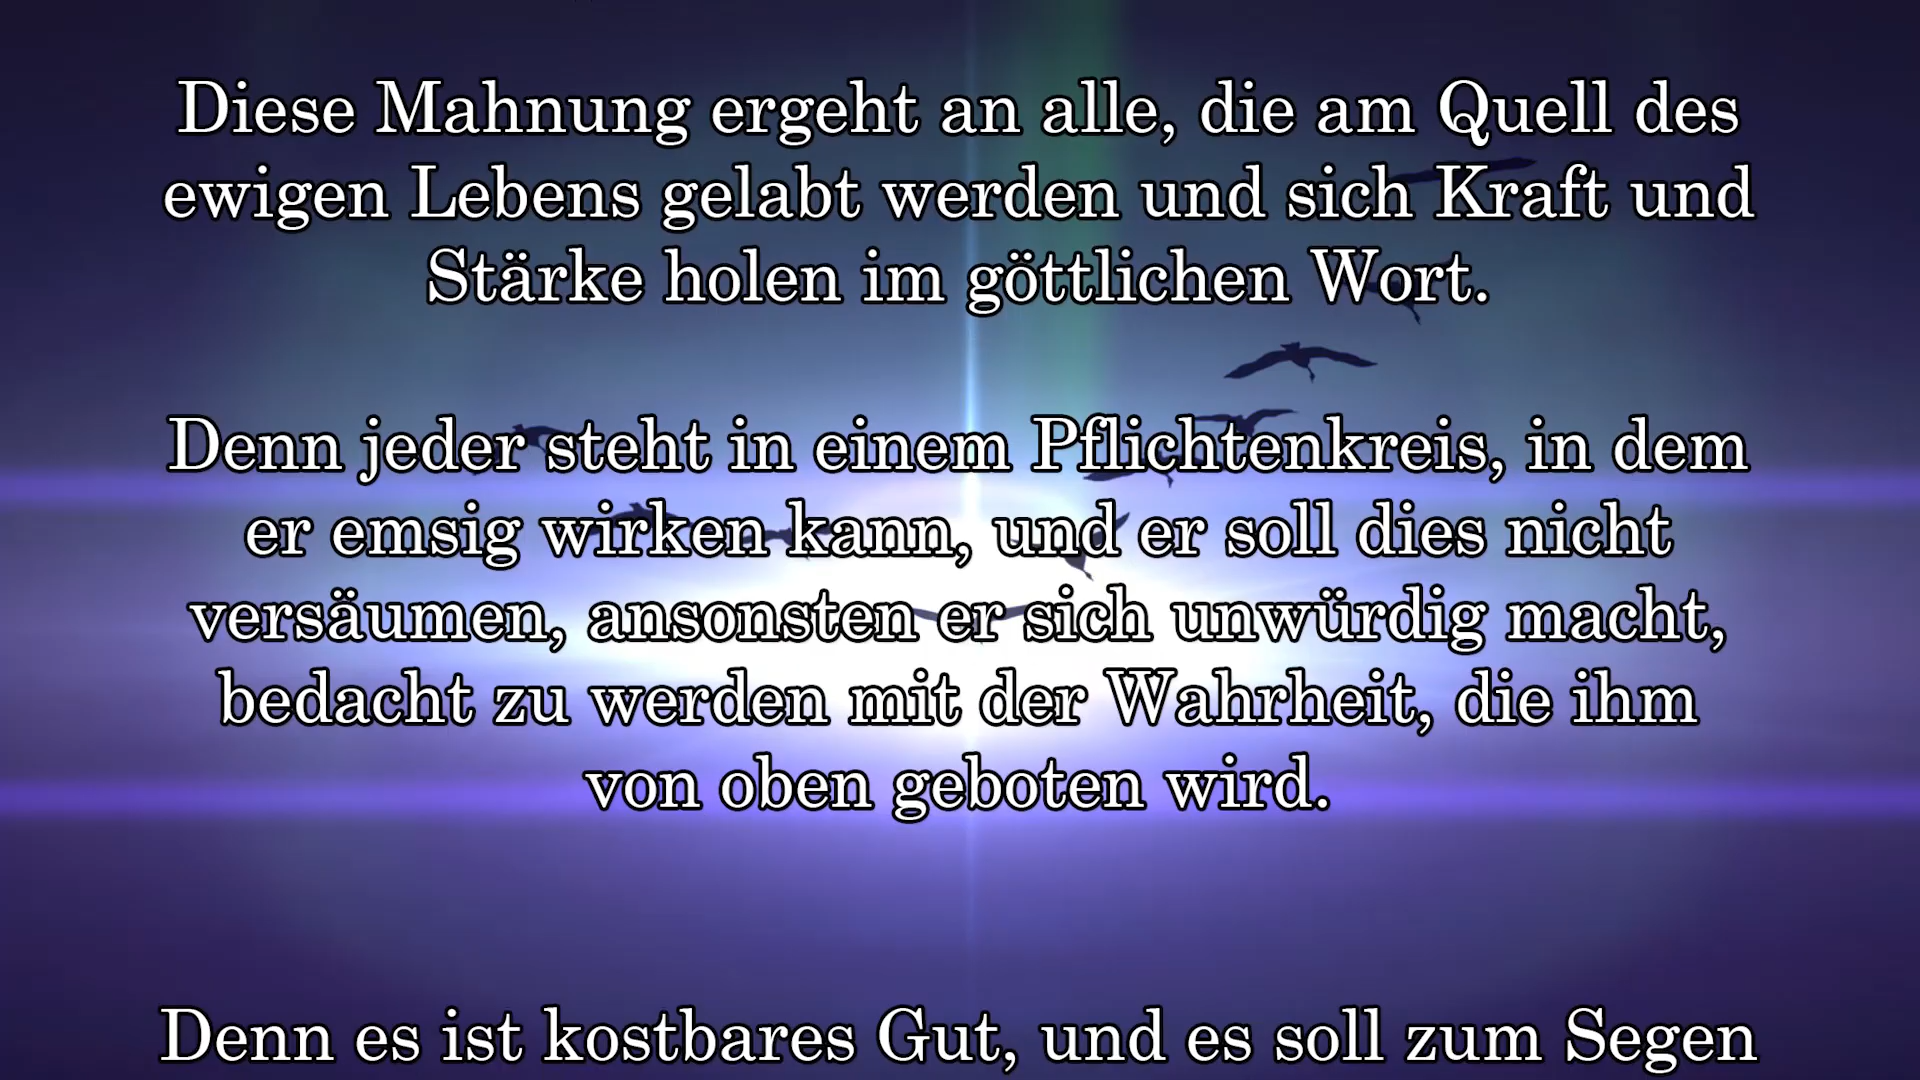 Diese Mahnung ergeht an alle, die am Quell des
ewigen Lebens gelabt werden und sich Kraft und
Stärke holen im göttlichen Wort.
Denn jeder steht in einem Pflichtenkreis, in dem
er emsig wirken kann, und er soll dies nicht
versäumen, ansonsten er sich unwürdig macht,
bedacht zu werden mit der Wahrheit, die ihm
von oben geboten wird.
Denn es ist kostbares Gut, und es soll zum Segen